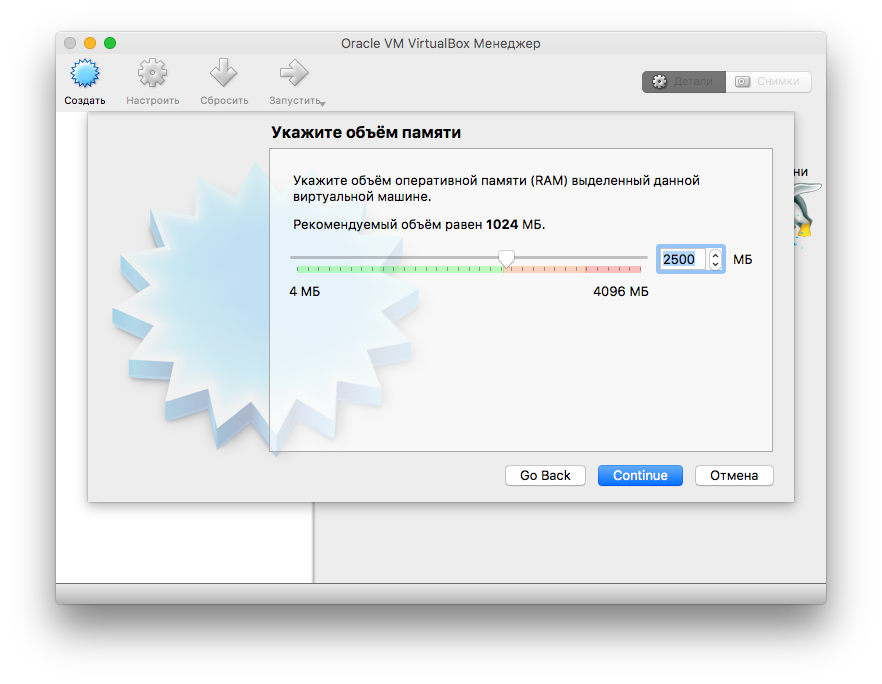 Oracle VM VirtualBox Менеджер
Создать
Настроить
Сбросить
Запустить
Детали
Снимки
Укажите объём памяти
ни
Укажите объём оперативной памяти (RAM) выделенный данной
виртуальной машине.
Рекомендуемый объём равен 1024 МБ.
2500 МБ
4 МБ
4096 МБ
Go Back
Continue
Отмена